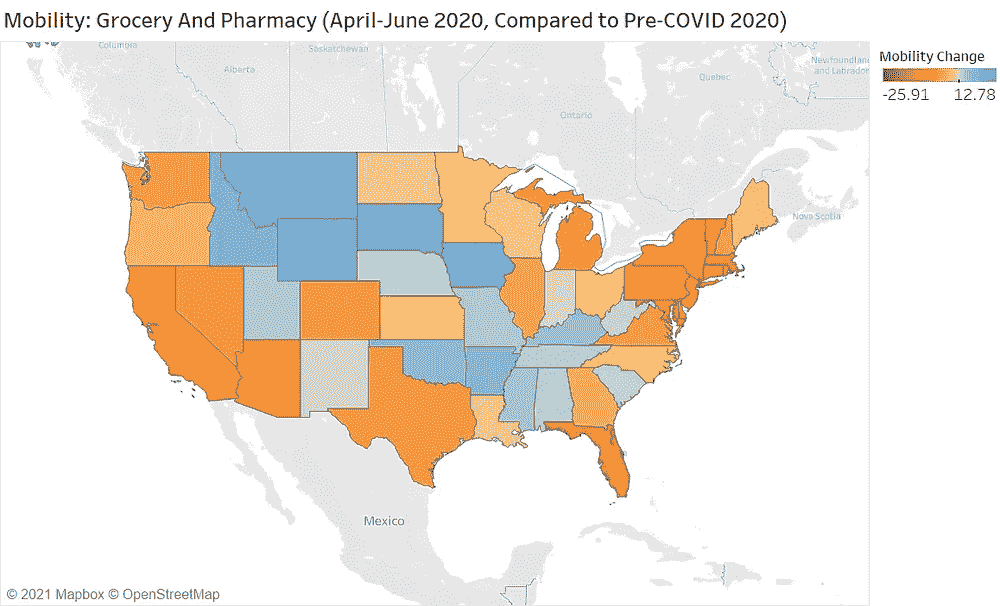 Mobility: Grocery And Pharmacy (April-June 2020, Compared to Pre-COVID 2020)
Mobility Change
-25.91 12.78
Columbia
Saskatchewan
Alberta
Newfoundland
and Labrador
Quebec
Ontario
Nova Scotia
Mexico
© 2021 Mapbox © OpenStreetMap